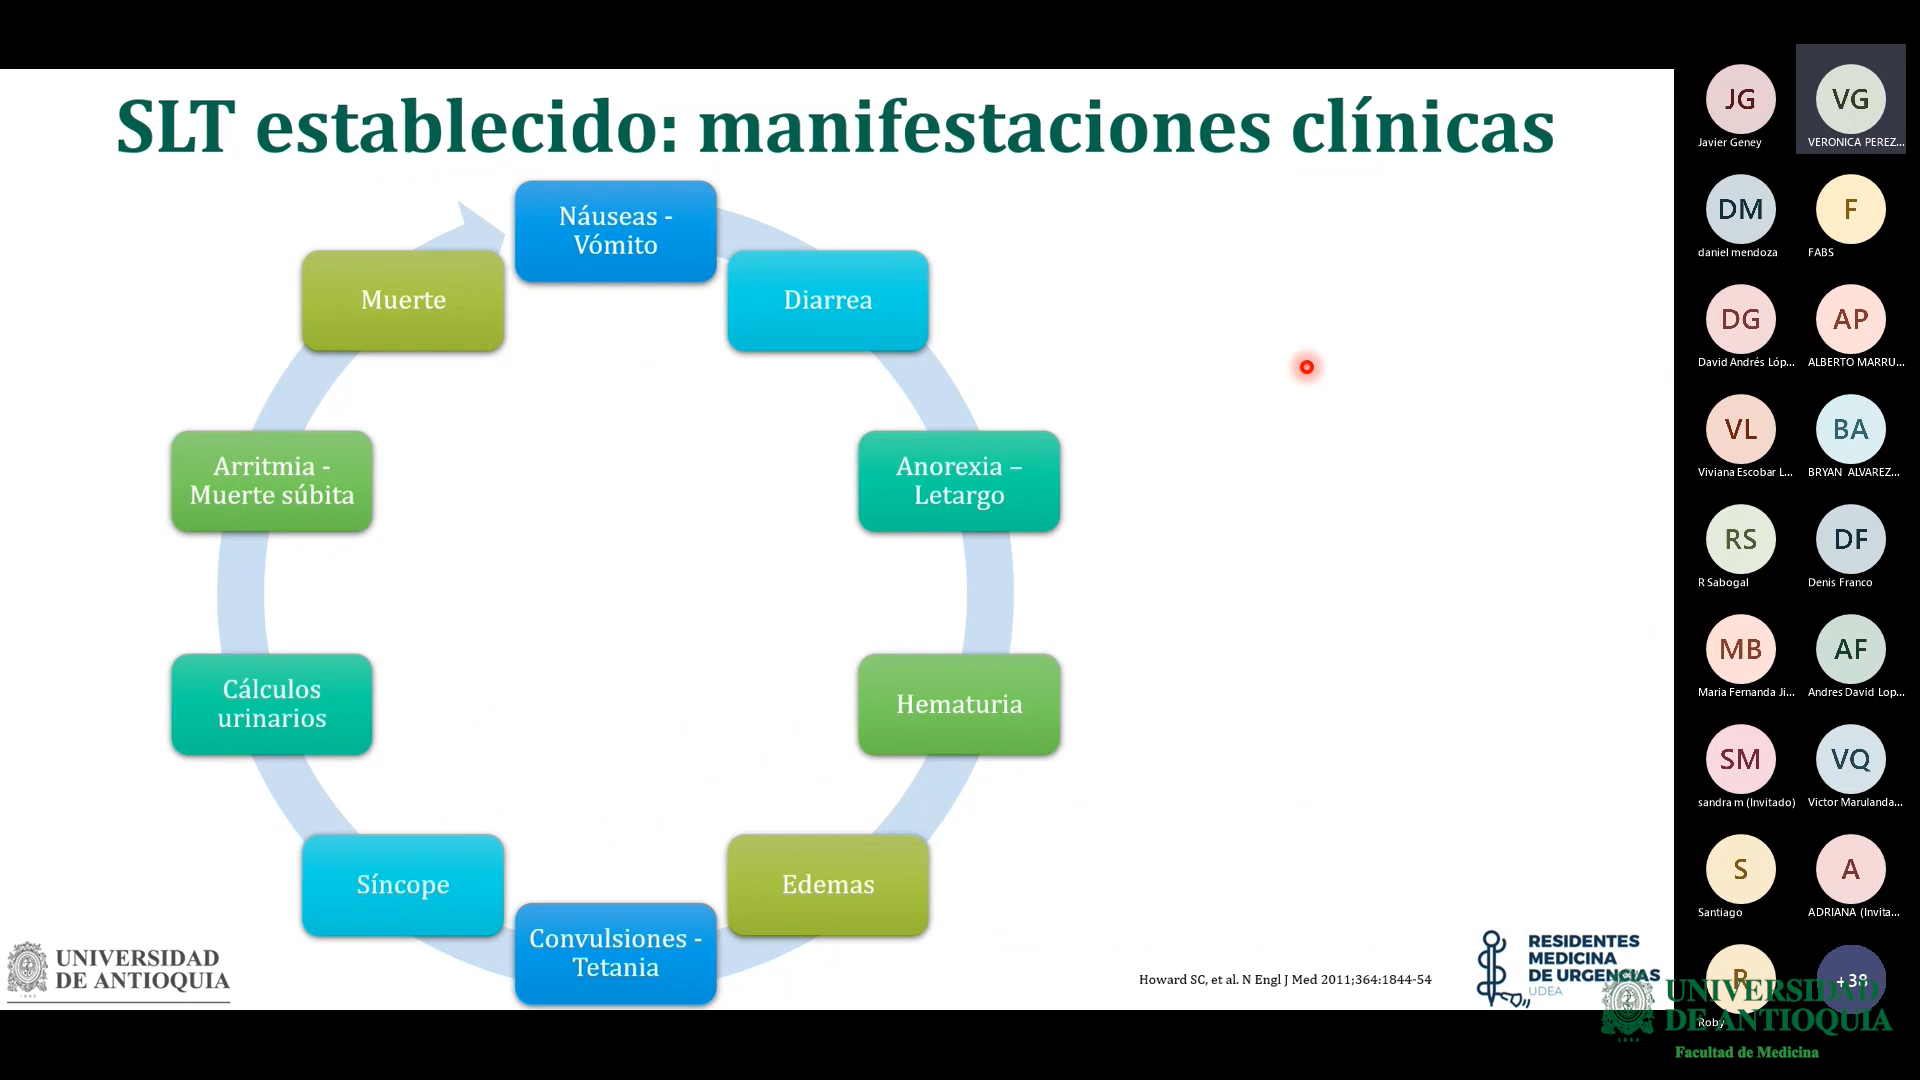 SLT establecido: manifestaciones clínicas
Náuseas -
Vómito
Diarrea
Anorexia –
Letargo
Hematuria
Edemas
Convulsiones -
Tetania
Síncope
Cálculos
urinarios
Arritmia -
Muerte súbita
Muerte
UNIVERSIDAD
DE ANTIOQUIA
1803
Howard SC, et al. N Engl J Med 2011;364:1844-54
RESIDENTES
MEDICINA
DE URGENCIAS
UDEA
JG
Javier Geney
VG
VERONICA PEREZ...
DM
daniel mendoza
F
FABS
DG
David Andrés Lóp...
AP
ALBERTO MARRU...
VL
Viviana Escobar L...
BA
BRYAN ALVAREZ...
RS
R Sabogal
DF
Denis Franco
MB
Maria Fernanda Ji...
AF
Andres David Lop...
SM
sandra m (Invitado)
VQ
Victor Marulanda...
S
Santiago
A
ADRIANA (Invita...
R
Roby
+38
UNIVERSIDAD
DE ANTIOQUIA
1803
Facultad de Medicina